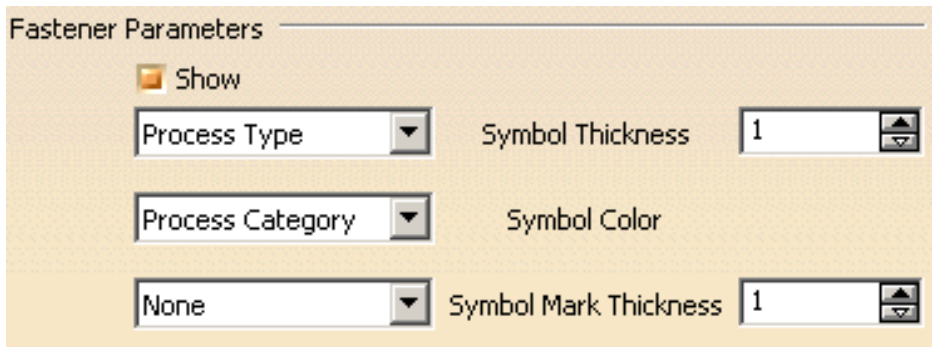 Fastener Parameters
Show
Process Type Symbol Thickness 1
Process Category Symbol Color
None Symbol Mark Thickness 1